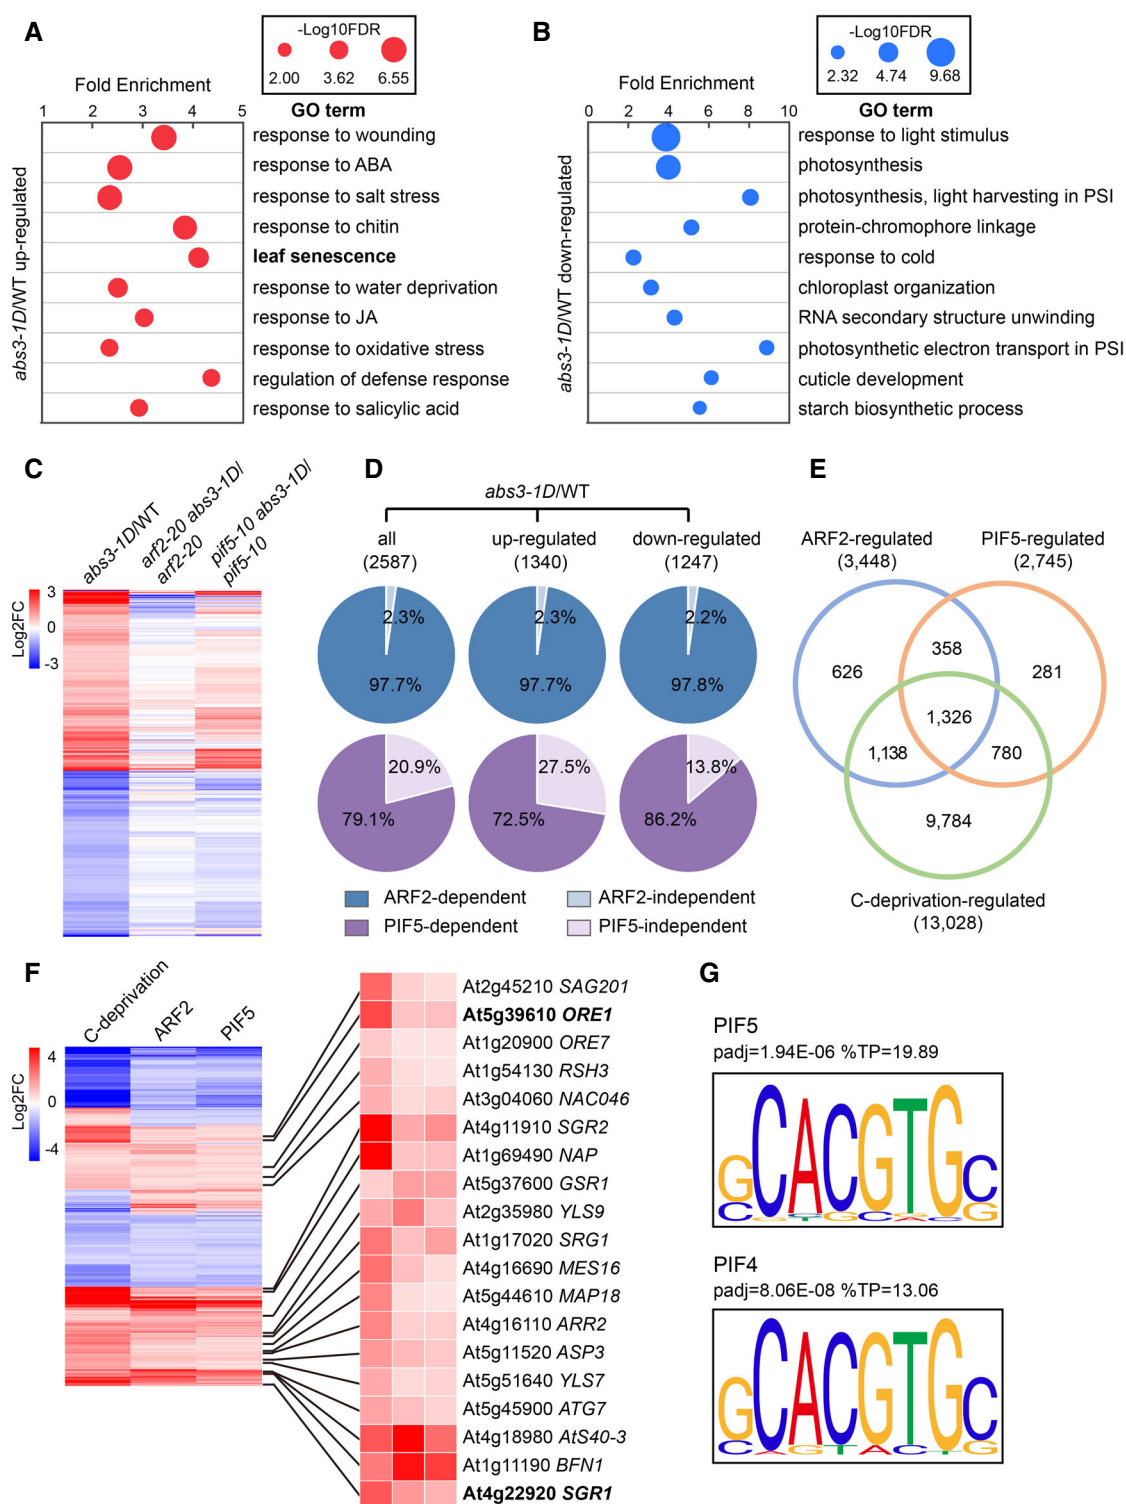 A
-Log10FDR
2.00 3.62 6.55
Fold Enrichment
GO term
1 2 3 4 5
abs3-1D/WT up-regulated
response to wounding
response to ABA
response to salt stress
response to chitin
leaf senescence
response to water deprivation
response to JA
response to oxidative stress
regulation of defense response
response to salicylic acid
B
-Log10FDR
2.32 4.74 9.68
Fold Enrichment
GO term
0 2 4 6 8 10
abs3-1D/WT down-regulated
response to light stimulus
photosynthesis
photosynthesis, light harvesting in PSI
protein-chromophore linkage
response to cold
chloroplast organization
RNA secondary structure unwinding
photosynthetic electron transport in PSI
cuticle development
starch biosynthetic process
C
abs3-1D/WT
arf2-20 abs3-1D/
arf2-20
pif5-10 abs3-1D/
pif5-10
Log2FC
3
0
-3
D
abs3-1D/WT
all
(2587)
up-regulated
(1340)
down-regulated
(1247)
2.3%
97.7%
2.3%
97.7%
2.2%
97.8%
20.9%
79.1%
27.5%
72.5%
13.8%
86.2%
ARF2-dependent
ARF2-independent
PIF5-dependent
PIF5-independent
E
ARF2-regulated
(3,448)
PIF5-regulated
(2,745)
358
626
281
1,326
1,138
780
9,784
C-deprivation-regulated
(13,028)
F
C-deprivation
ARF2
PIF5
Log2FC
4
0
-4
At2g45210 SAG201
At5g39610 ORE1
At1g20900 ORE7
At1g54130 RSH3
At3g04060 NAC046
At4g11910 SGR2
At1g69490 NAP
At5g37600 GSR1
At2g35980 YLS9
At1g17020 SRG1
At4g16690 MES16
At5g44610 MAP18
At4g16110 ARR2
At5g11520 ASP3
At5g51640 YLS7
At5g45900 ATG7
At4g18980 AtS40-3
At1g11190 BFN1
At4g22920 SGR1
G
PIF5
padj=1.94E-06 %TP=19.89
GCACGTGC
PIF4
padj=8.06E-08 %TP=13.06
GCACGTGC